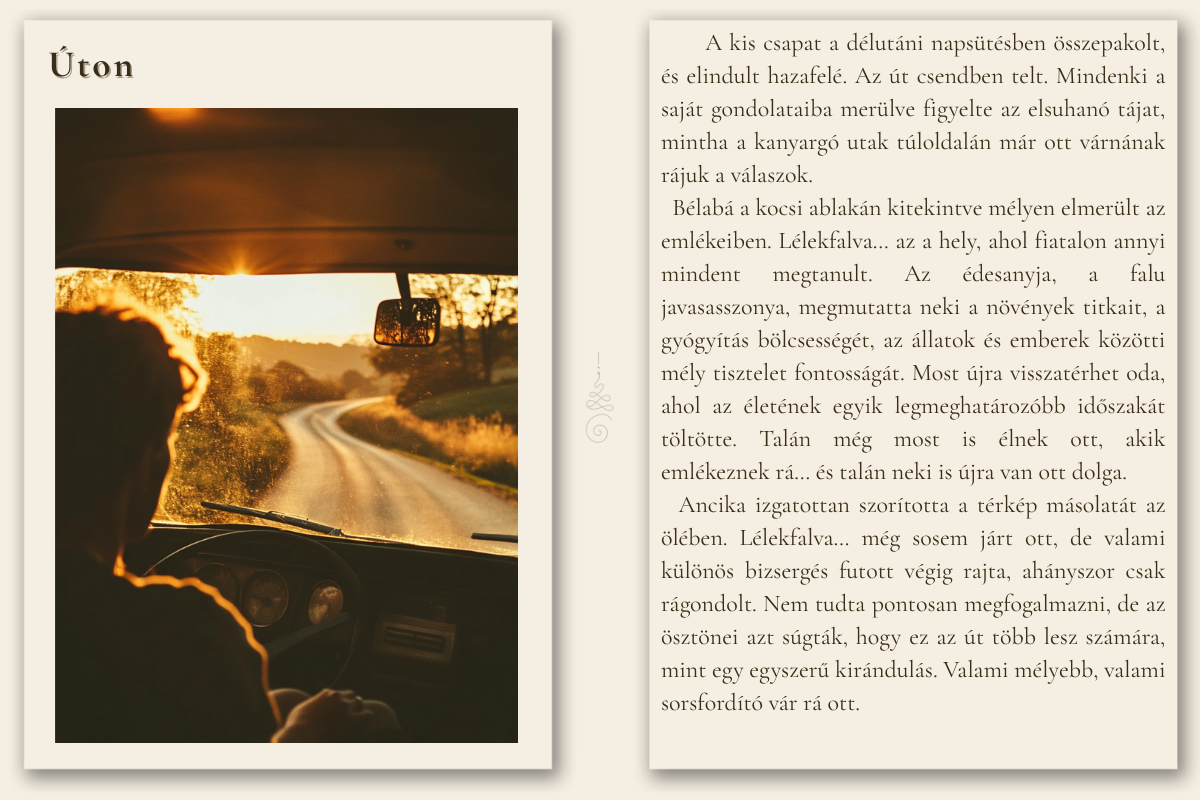 Úton
A kis csapat a délutáni napsütésben összepakolt,
és elindult hazafelé. Az út csendben telt. Mindenki a
saját gondolataiba merülve figyelte az elsuhanó tájat,
mintha a kanyargó utak túloldalán már ott várnának
rájuk a válaszok.
Bélabá a kocsi ablakán kitekintve mélyen elmerült az
emlékeiben. Lélekfalva... az a hely, ahol fiatalon annyi
mindent megtanult. Az édesanyja, a falu
javasasszonya, megmutatta neki a növények titkait, a
gyógyítás bölcsességét, az állatok és emberek közötti
mély tisztelet fontosságát. Most újra visszatérhet oda,
ahol az életének egyik legmeghatározóbb időszakát
töltötte. Talán még most is élnek ott, akik
emlékeznek rá... és talán neki is újra van ott dolga.
Ancika izgatottan szorította a térkép másolatát az
ölében. Lélekfalva... még sosem járt ott, de valami
különös bizsergés futott végig rajta, ahányszor csak
rágondolt. Nem tudta pontosan megfogalmazni, de az
ösztönei azt súgták, hogy ez az út több lesz számára,
mint egy egyszerű kirándulás. Valami mélyebb, valami
sorsfordító vár rá ott.